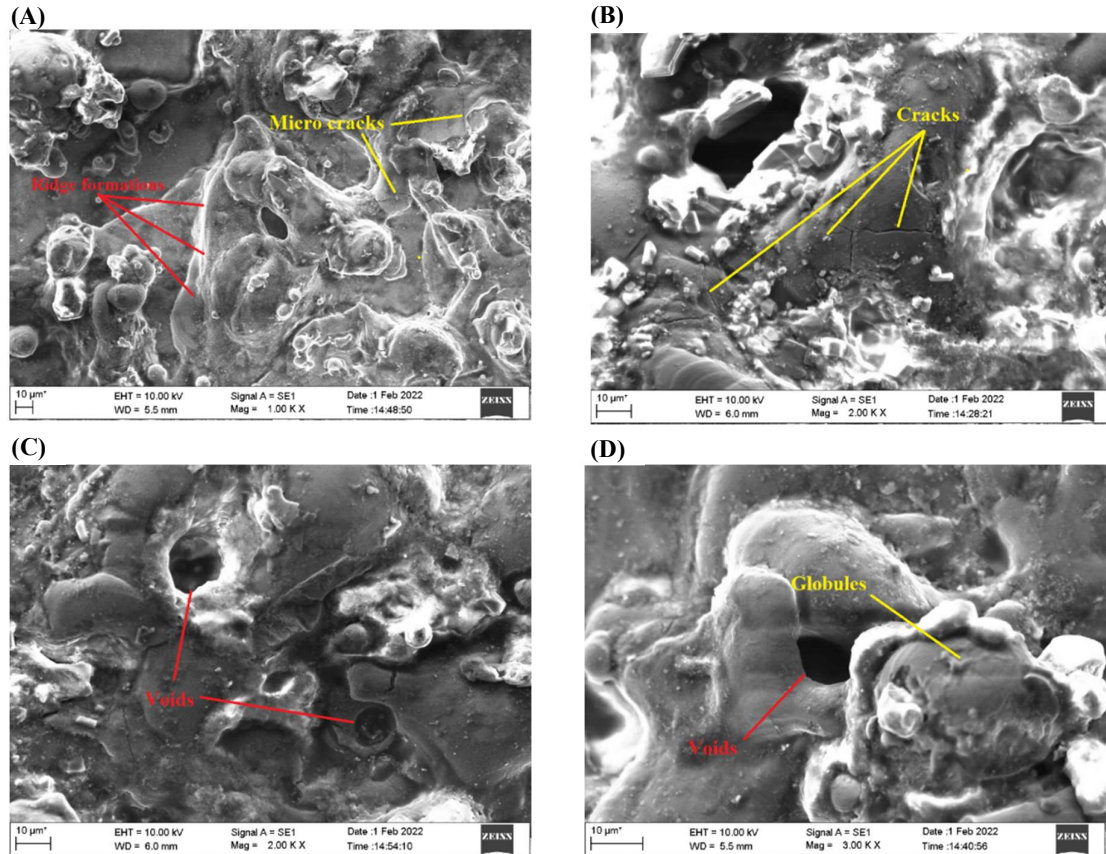 (A)
Micro cracks
Ridge formations
10 µm*
EHT = 10.00 kV
Signal A = SE1
Date :1 Feb 2022
WD = 5.5 mm
Mag = 1.00 K X
Time :14:48:50
ZEISS
(B)
Cracks
10 µm*
EHT = 10.00 kV
Signal A = SE1
Date :1 Feb 2022
WD = 6.0 mm
Mag = 2.00 K X
Time :14:28:21
ZEISS
(C)
Voids
10 µm*
EHT = 10.00 kV
Signal A = SE1
Date :1 Feb 2022
WD = 6.0 mm
Mag = 2.00 K X
Time :14:54:10
ZEISS
(D)
Globules
Voids
10 µm*
EHT = 10.00 kV
Signal A = SE1
Date :1 Feb 2022
WD = 5.5 mm
Mag = 3.00 K X
Time :14:40:56
ZEISS